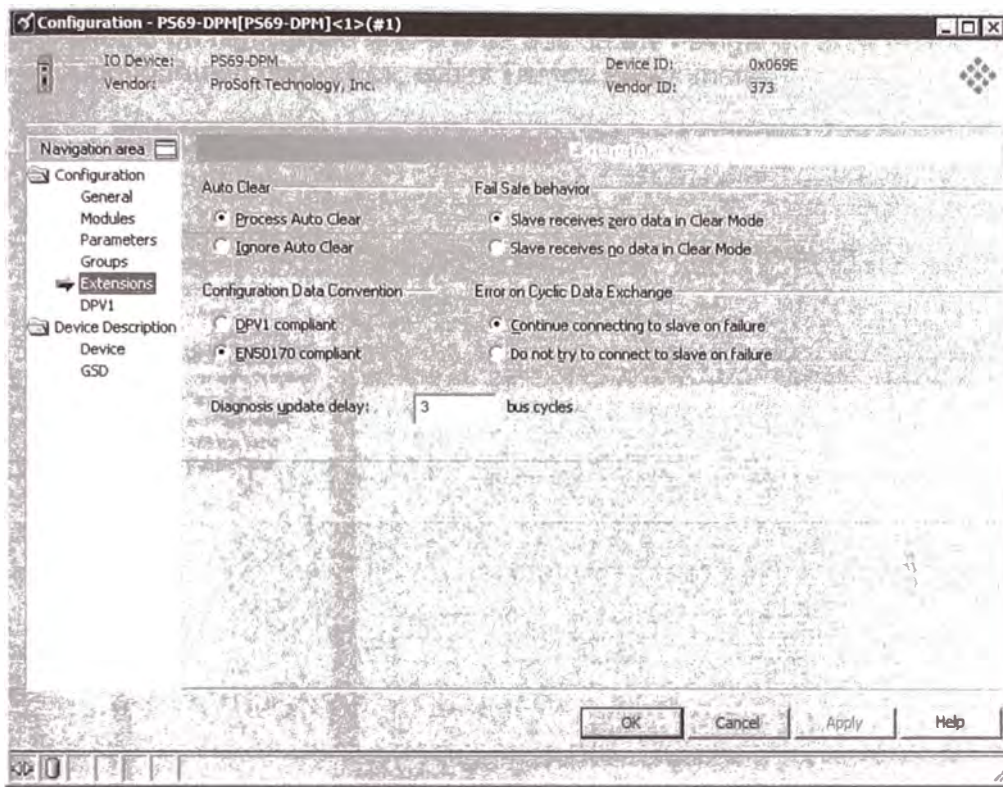 Configuration - PS69-DPM[PS69-DPM]<1>(#1)
IO Device: PS69-DPM Device ID: 0x069E
Vendor: ProSoft Technology, Inc. Vendor ID: 373
Navigation area
Extensions
Configuration
General
Modules
Parameters
Groups
Extensions
DPV1
Device Description
Device
GSD
Auto Clear
Process Auto Clear
Ignore Auto Clear
Fail Safe behavior
Slave receives zero data in Clear Mode
Slave receives no data in Clear Mode
Configuration Data Convention
DPV1 compliant
EN50170 compliant
Error on Cyclic Data Exchange
Continue connecting to slave on failure
Do not try to connect to slave on failure
Diagnosis update delay: 3 bus cycles
OK Cancel Apply Help